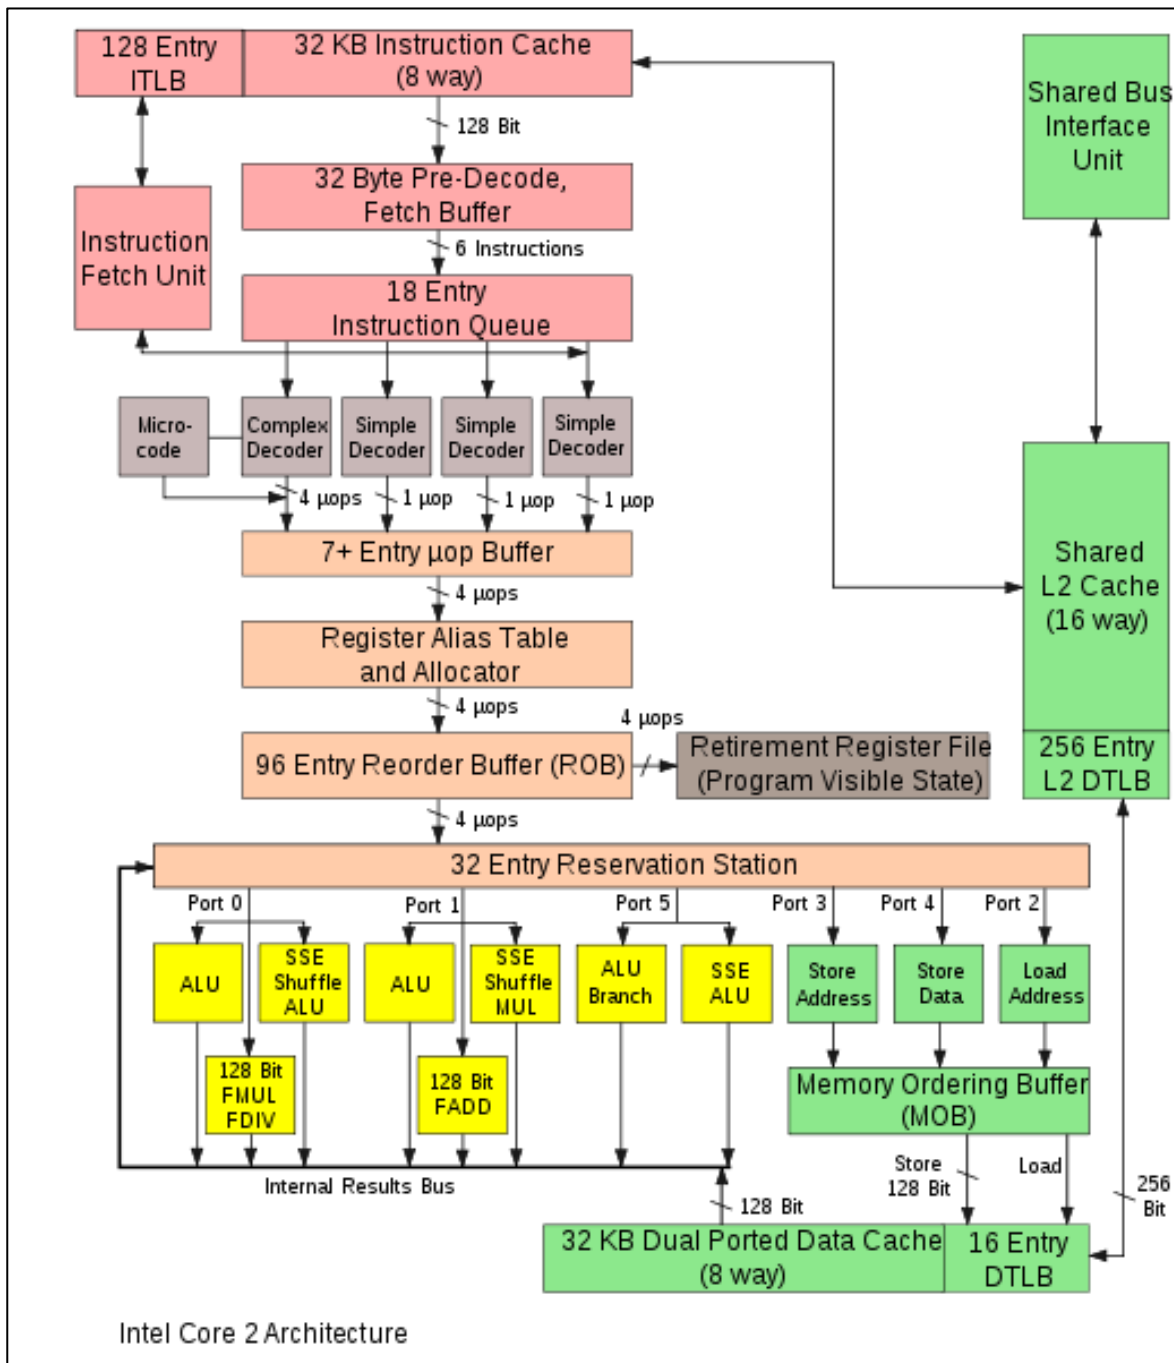 128 Entry
ITLB
32 KB Instruction Cache
(8 way)
Shared Bus
Interface
Unit
128 Bit
32 Byte Pre-Decode,
Fetch Buffer
Instruction
Fetch Unit
6 Instructions
18 Entry
Instruction Queue
Micro-
code
Complex
Decoder
Simple
Decoder
Simple
Decoder
Simple
Decoder
4 µops
1 µop
1 µop
1 µop
7+ Entry µop Buffer
Shared
L2 Cache
(16 way)
4 µops
Register Alias Table
and Allocator
4 µops
4 µops
96 Entry Reorder Buffer (ROB)
Retirement Register File
(Program Visible State)
256 Entry
L2 DTLB
4 µops
32 Entry Reservation Station
Port 0
Port 1
Port 5
Port 3
Port 4
Port 2
ALU
SSE
Shuffle
ALU
ALU
SSE
Shuffle
MUL
ALU
Branch
SSE
ALU
Store
Address
Store
Data
Load
Address
128 Bit
FMUL
FDIV
128 Bit
FADD
Memory Ordering Buffer
(MOB)
Internal Results Bus
Store
128 Bit
Load
256
Bit
128 Bit
32 KB Dual Ported Data Cache
(8 way)
16 Entry
DTLB
Intel Core 2 Architecture